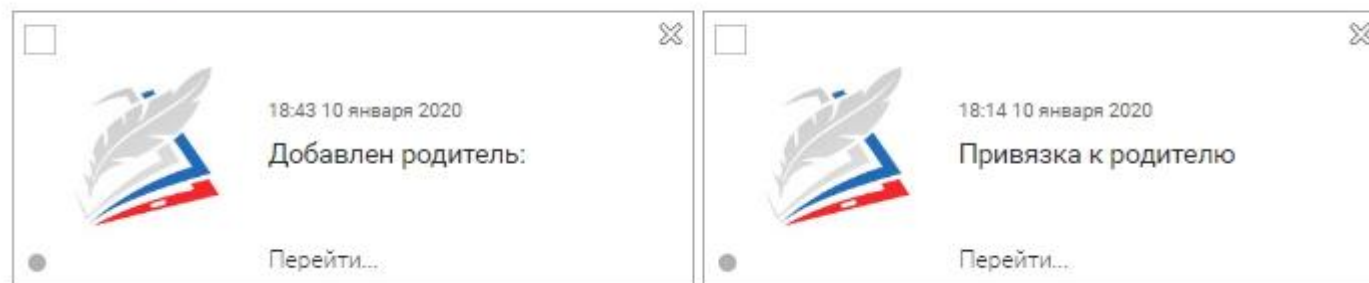 18:43 10 января 2020
Добавлен родитель:
Перейти...
18:14 10 января 2020
Привязка к родителю
Перейти...